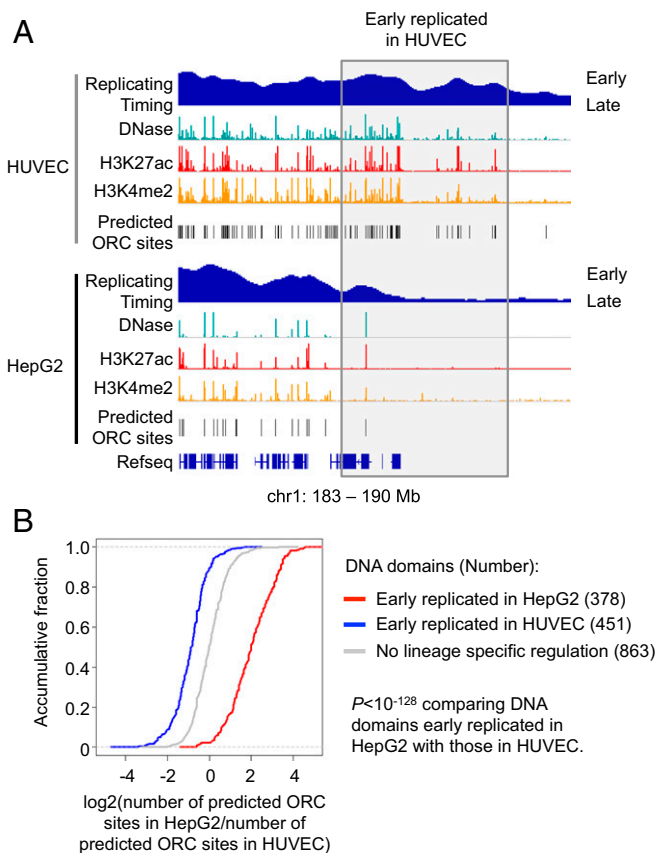 A
Early replicated
in HUVEC
HUVEC
Replicating
Timing
Early
Late
DNase
H3K27ac
H3K4me2
Predicted
ORC sites
HepG2
Replicating
Timing
Early
Late
DNase
H3K27ac
H3K4me2
Predicted
ORC sites
Refseq
chr1: 183 – 190 Mb
B
Accumulative fraction
1.0
0.8
0.6
0.4
0.2
0
-4 -2 0 2 4
log2(number of predicted ORC
sites in HepG2/number of
predicted ORC sites in HUVEC)
DNA domains (Number):
Early replicated in HepG2 (378)
Early replicated in HUVEC (451)
No lineage specific regulation (863)
P<10⁻¹²⁸ comparing DNA
domains early replicated in
HepG2 with those in HUVEC.